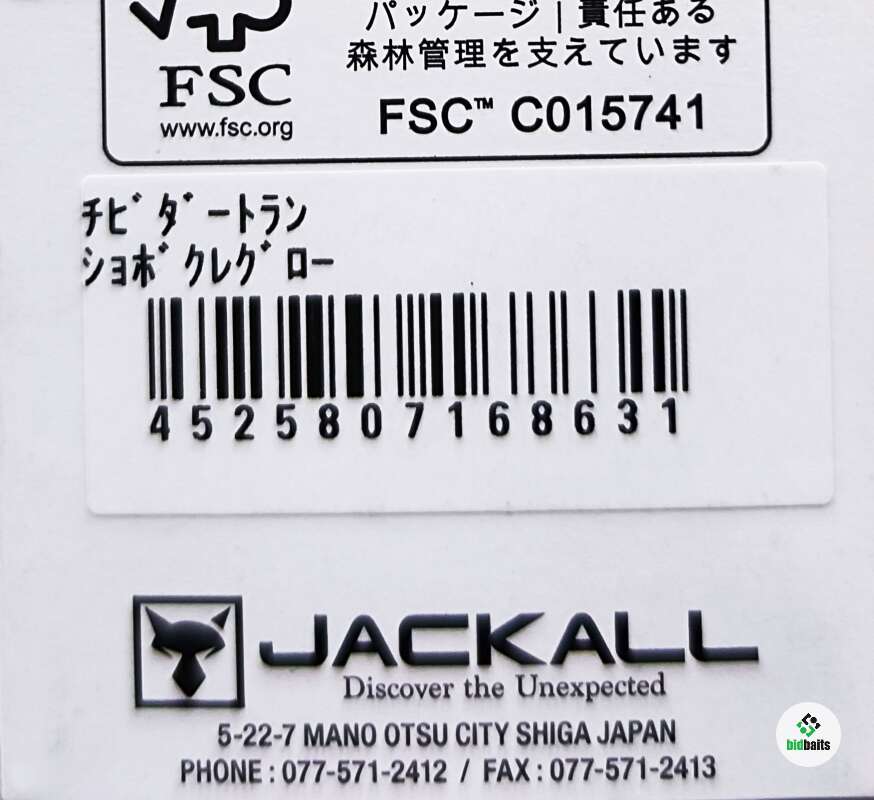 パッケージ | 責任ある
森林管理を支えています
FSC
www.fsc.org
FSC™ C015741
ﾁﾋﾞﾀﾞｰﾄﾗﾝ
ｼｮﾎﾞｸﾚｸﾞﾛｰ
4525807168631
JACKALL
Discover the Unexpected
5-22-7 MANO OTSU CITY SHIGA JAPAN
PHONE : 077-571-2412 / FAX : 077-571-2413
bidbaits